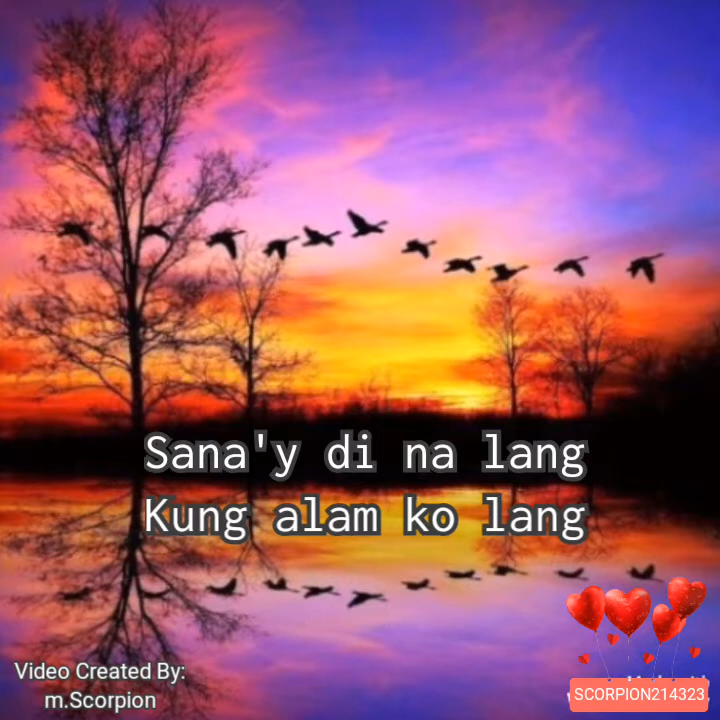 Sana'y di na lang
Kung alam ko lang
Video Created By:
m.Scorpion
SCORPION214323